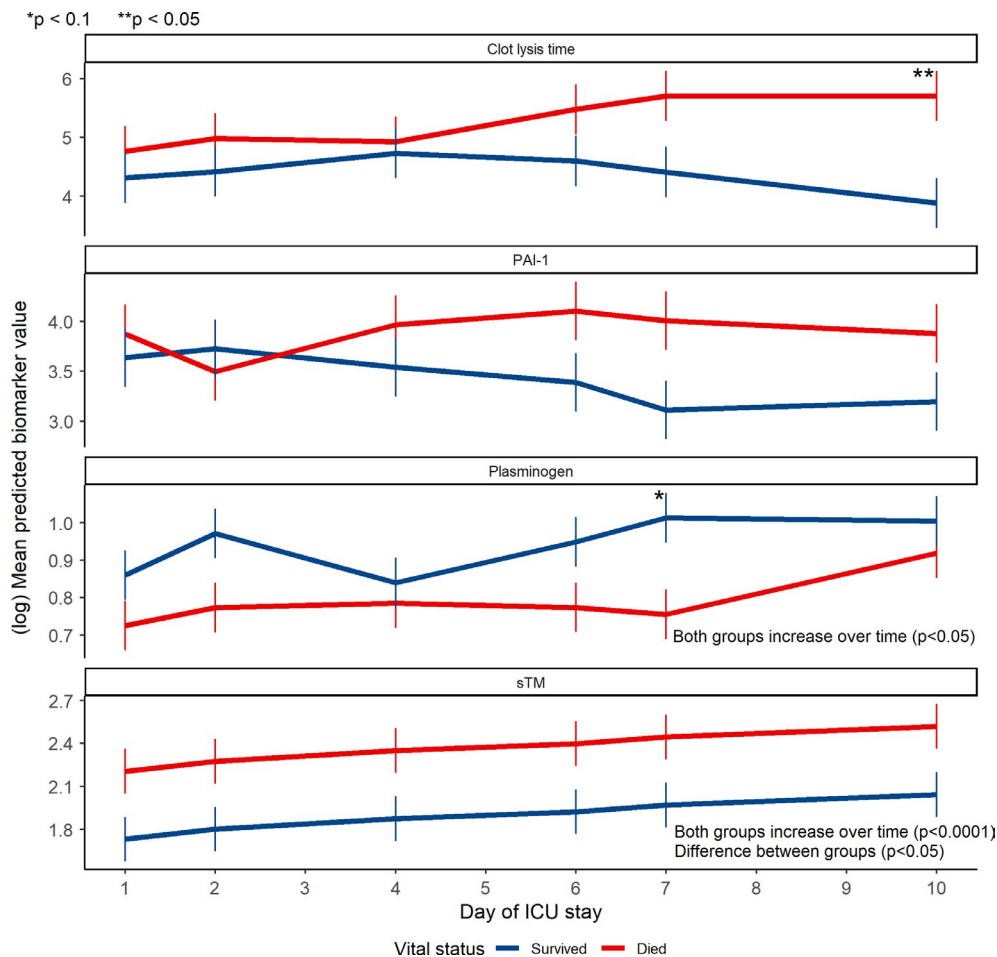 *p < 0.1 **p < 0.05
Clot lysis time
6
**
5
4
PAI-1
4.0
3.5
3.0
Plasminogen
*
1.0
0.9
0.8
0.7
Both groups increase over time (p<0.05)
sTM
2.7
2.4
2.1
1.8
Both groups increase over time (p<0.0001)
Difference between groups (p<0.05)
(log) Mean predicted biomarker value
1 2 3 4 5 6 7 8 9 10
Day of ICU stay
Vital status Survived Died